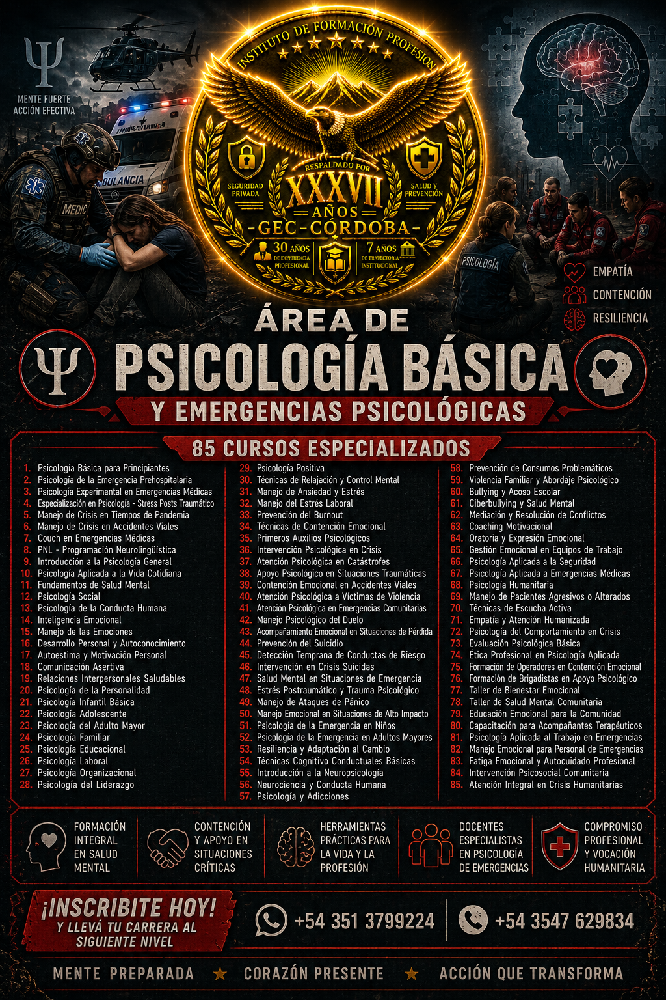 INSTITUTO DE FORMACIÓN PROFESION
MENTE FUERTE
ACCIÓN EFECTIVA
AMBULANCIA
MEDIC
SEGURIDAD
PRIVADA
RESPALDADO POR
XXXVII
AÑOS
-GEC-CÓRDOBA-
SALUD Y
PREVENCIÓN
30 AÑOS
DE EXPERIENCIA
PROFESIONAL
7 AÑOS
DE TRAYECTORIA
INSTITUCIONAL
PSICOLOGÍA
EMPATÍA
CONTENCIÓN
RESILIENCIA
ÁREA DE
PSICOLOGÍA BÁSICA
Y EMERGENCIAS PSICOLÓGICAS
85 CURSOS ESPECIALIZADOS
1. Psicología Básica para Principiantes
2. Psicología de la Emergencia Prehospitalaria
3. Psicología Experimental en Emergencias Médicas
4. Especialización en Psicología - Stress Posts Traumático
5. Manejo de Crisis en Tiempos de Pandemia
6. Manejo de Crisis en Accidentes Viales
7. Couch en Emergencias Médicas
8. PNL - Programación Neurolingüística
9. Introducción a la Psicología General
10. Psicología Aplicada a la Vida Cotidiana
11. Fundamentos de Salud Mental
12. Psicología Social
13. Psicología de la Conducta Humana
14. Inteligencia Emocional
15. Manejo de las Emociones
16. Desarrollo Personal y Autoconocimiento
17. Autoestima y Motivación Personal
18. Comunicación Asertiva
19. Relaciones Interpersonales Saludables
20. Psicología de la Personalidad
21. Psicología Infantil Básica
22. Psicología Adolescente
23. Psicología del Adulto Mayor
24. Psicología Familiar
25. Psicología Educacional
26. Psicología Laboral
27. Psicología Organizacional
28. Psicología del Liderazgo
29. Psicología Positiva
30. Técnicas de Relajación y Control Mental
31. Manejo de Ansiedad y Estrés
32. Manejo del Estrés Laboral
33. Prevención del Burnout
34. Técnicas de Contención Emocional
35. Primeros Auxilios Psicológicos
36. Intervención Psicológica en Crisis
37. Atención Psicológica en Catástrofes
38. Apoyo Psicológico en Situaciones Traumáticas
39. Contención Emocional en Accidentes Viales
40. Atención Psicológica a Víctimas de Violencia
41. Atención Psicológica en Emergencias Comunitarias
42. Manejo Psicológico del Duelo
43. Acompañamiento Emocional en Situaciones de Pérdida
44. Prevención del Suicidio
45. Detección Temprana de Conductas de Riesgo
46. Intervención en Crisis Suicidas
47. Salud Mental en Situaciones de Emergencia
48. Estrés Postraumático y Trauma Psicológico
49. Manejo de Ataques de Pánico
50. Manejo Emocional en Situaciones de Alto Impacto
51. Psicología de la Emergencia en Niños
52. Psicología de la Emergencia en Adultos Mayores
53. Resiliencia y Adaptación al Cambio
54. Técnicas Cognitivo Conductuales Básicas
55. Introducción a la Neuropsicología
56. Neurociencia y Conducta Humana
57. Psicología y Adicciones
58. Prevención de Consumos Problemáticos
59. Violencia Familiar y Abordaje Psicológico
60. Bullying y Acoso Escolar
61. Ciberbullying y Salud Mental
62. Mediación y Resolución de Conflictos
63. Coaching Motivacional
64. Oratoria y Expresión Emocional
65. Gestión Emocional en Equipos de Trabajo
66. Psicología Aplicada a la Seguridad
67. Psicología Aplicada a Emergencias Médicas
68. Psicología Humanitaria
69. Manejo de Pacientes Agresivos o Alterados
70. Técnicas de Escucha Activa
71. Empatía y Atención Humanizada
72. Psicología del Comportamiento en Crisis
73. Evaluación Psicológica Básica
74. Ética Profesional en Psicología Aplicada
75. Formación de Operadores en Contención Emocional
76. Formación de Brigadistas en Apoyo Psicológico
77. Taller de Bienestar Emocional
78. Taller de Salud Mental Comunitaria
79. Educación Emocional para la Comunidad
80. Capacitación para Acompañantes Terapéuticos
81. Psicología Aplicada al Trabajo en Emergencias
82. Manejo Emocional para Personal de Emergencias
83. Fatiga Emocional y Autocuidado Profesional
84. Intervención Psicosocial Comunitaria
85. Atención Integral en Crisis Humanitarias
FORMACIÓN
INTEGRAL
EN SALUD
MENTAL
CONTENCIÓN
Y APOYO EN
SITUACIONES
CRÍTICAS
HERRAMIENTAS
PRÁCTICAS PARA
LA VIDA Y LA
PROFESIÓN
DOCENTES
ESPECIALISTAS
EN PSICOLOGÍA
DE EMERGENCIAS
COMPROMISO
PROFESIONAL
Y VOCACIÓN
HUMANITARIA
¡INSCRIBITE HOY!
Y LLEVÁ TU CARRERA AL
SIGUIENTE NIVEL
+54 351 3799224
+54 3547 629834
MENTE PREPARADA ★ CORAZÓN PRESENTE ★ ACCIÓN QUE TRANSFORMA